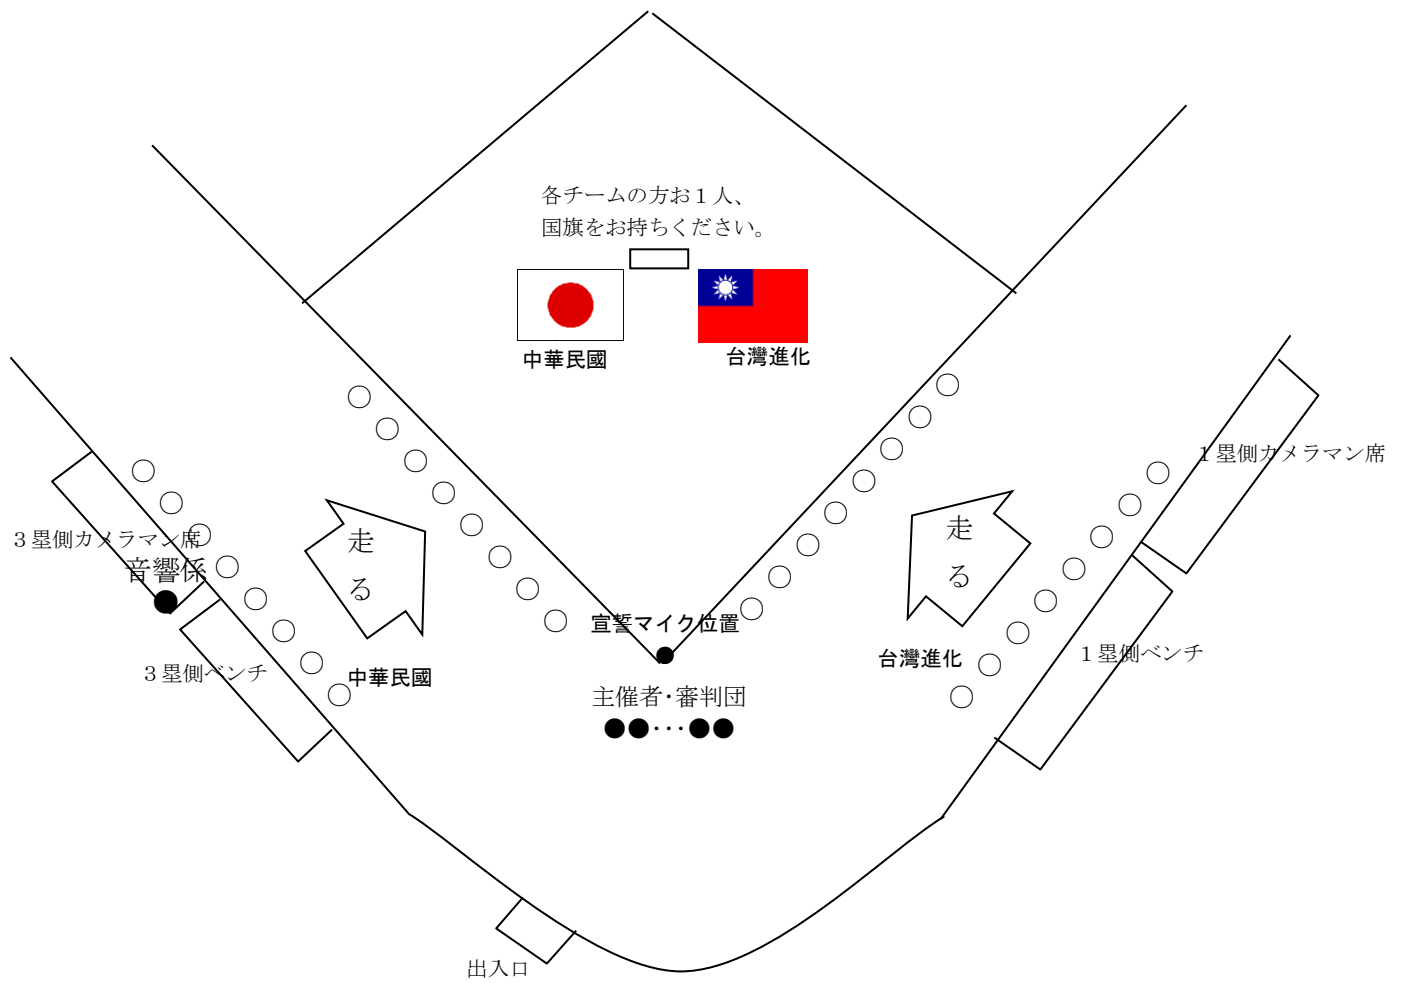 各チームの方お１人、
国旗をお持ちください。
中華民國
台灣進化
１塁側カメラマン席
３塁側カメラマン席
音響係
走る
走る
宣誓マイク位置
３塁側ベンチ
中華民國
台灣進化
１塁側ベンチ
主催者・審判団
●●…●●
出入口